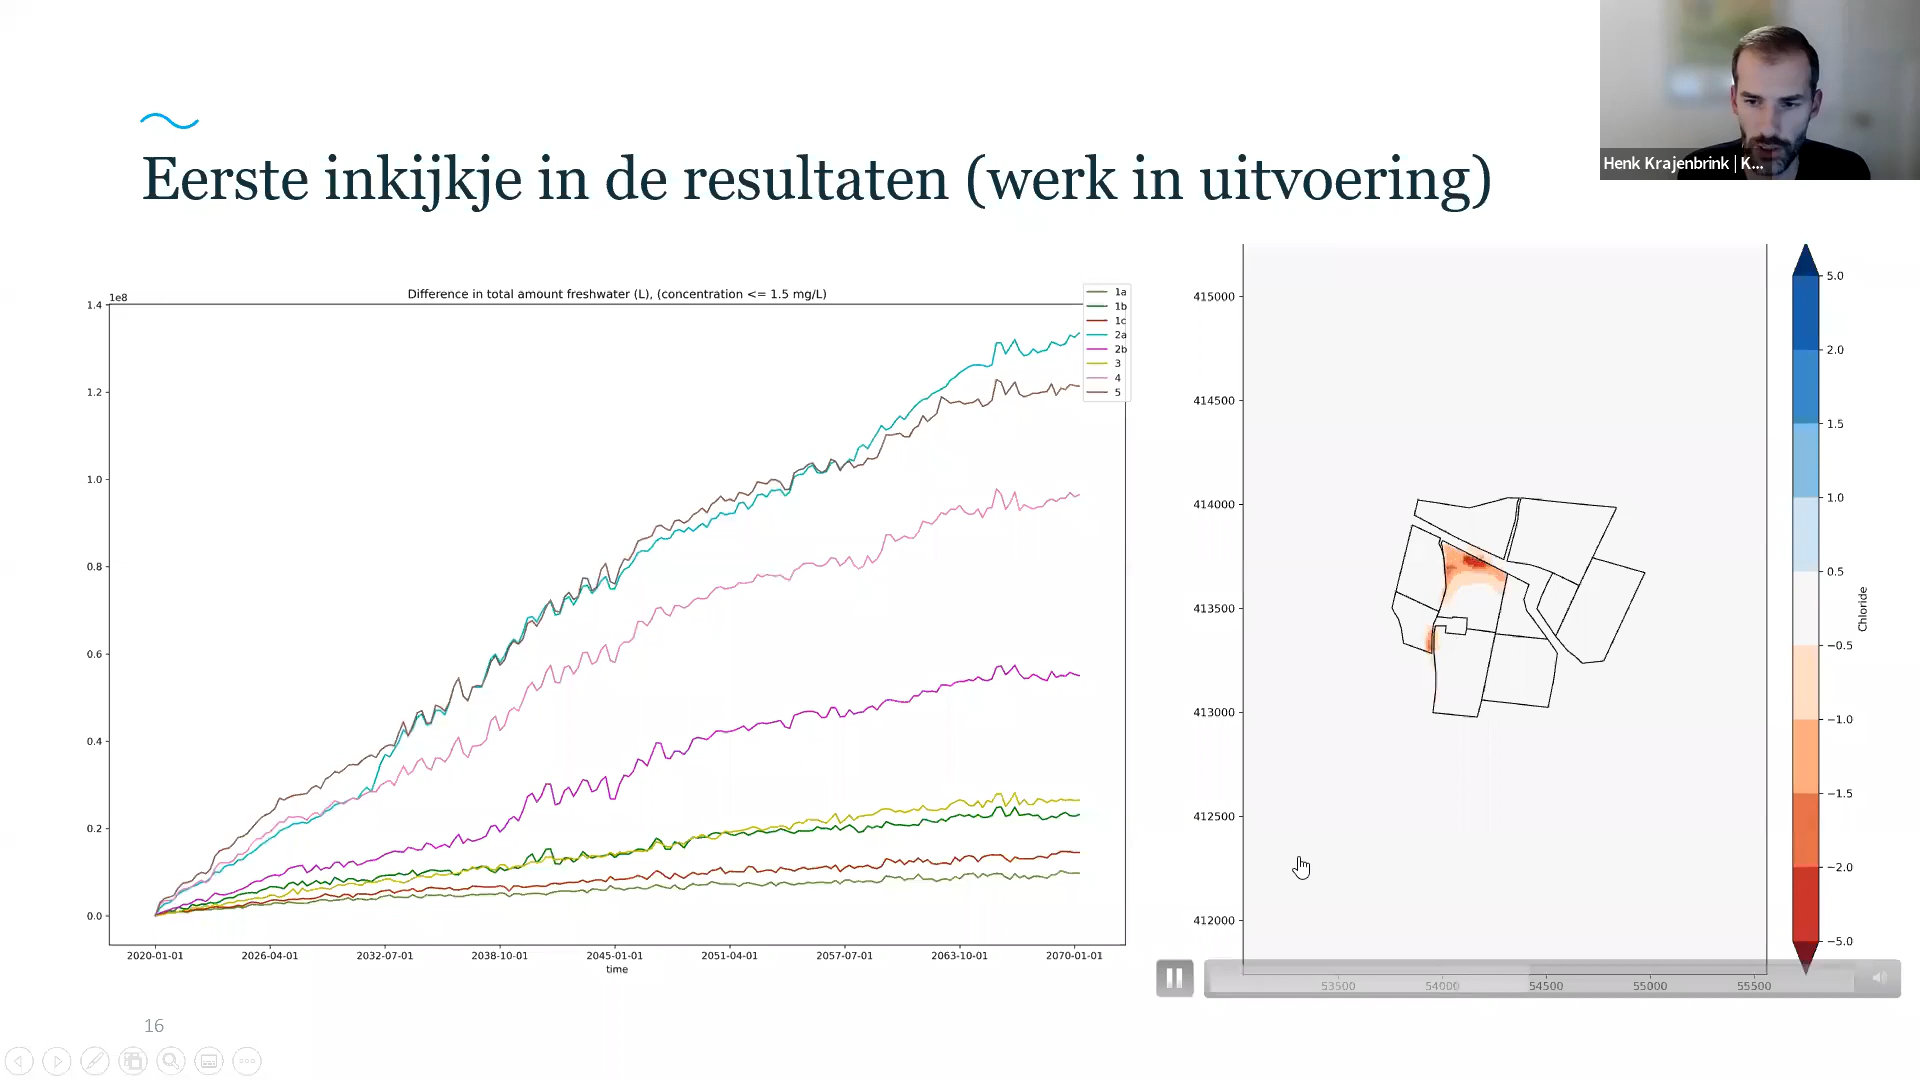 Henk Krajenbrink | K...
Eerste inkijkje in de resultaten (werk in uitvoering)
Difference in total amount freshwater (L), (concentration <= 1.5 mg/L)
1e8
1.4
1.2
1.0
0.8
0.6
0.4
0.2
0.0
1a
1b
1c
2a
2b
3
4
5
2020-01-01 2026-04-01 2032-07-01 2038-10-01 2045-01-01 2051-04-01 2057-07-01 2063-10-01 2070-01-01
time
415000
414500
414000
413500
413000
412500
412000
53500 54000 54500 55000 55500
5.0
2.0
1.5
1.0
0.5
−0.5
−1.0
−1.5
−2.0
−5.0
Chloride
16